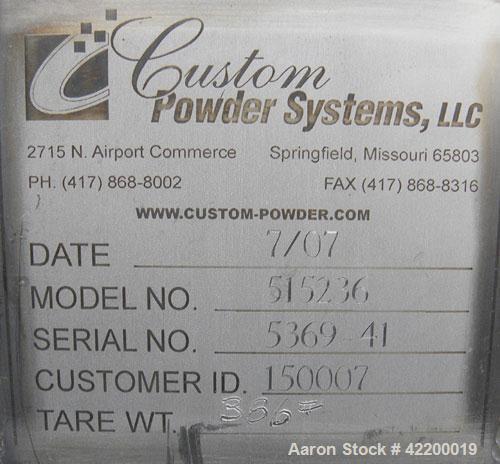 Custom
Powder Systems, LLC
2715 N. Airport Commerce Springfield, Missouri 65803
PH. (417) 868-8002 FAX (417) 868-8316
WWW.CUSTOM-POWDER.COM
DATE 7/07
MODEL NO. 515236
SERIAL NO. 5369-41
CUSTOMER ID. 150007
TARE WT. 336#
Aaron Stock # 42200019